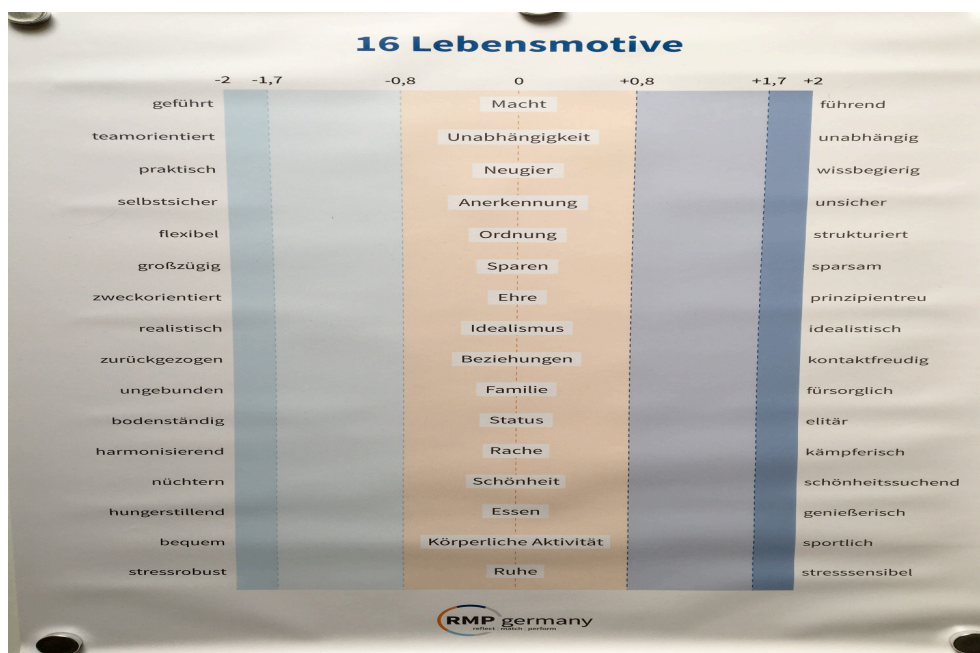 16 Lebensmotive
-2 -1,7 -0,8 0 +0,8 +1,7 +2
geführt Macht führend
teamorientiert Unabhängigkeit unabhängig
praktisch Neugier wissbegierig
selbstsicher Anerkennung unsicher
flexibel Ordnung strukturiert
großzügig Sparen sparsam
zweckorientiert Ehre prinzipientreu
realistisch Idealismus idealistisch
zurückgezogen Beziehungen kontaktfreudig
ungebunden Familie fürsorglich
bodenständig Status elitär
harmonisierend Rache kämpferisch
nüchtern Schönheit schönheitssuchend
hungerstillend Essen genießerisch
bequem Körperliche Aktivität sportlich
stressrobust Ruhe stresssensibel
RMP germany
reflect . match . perform